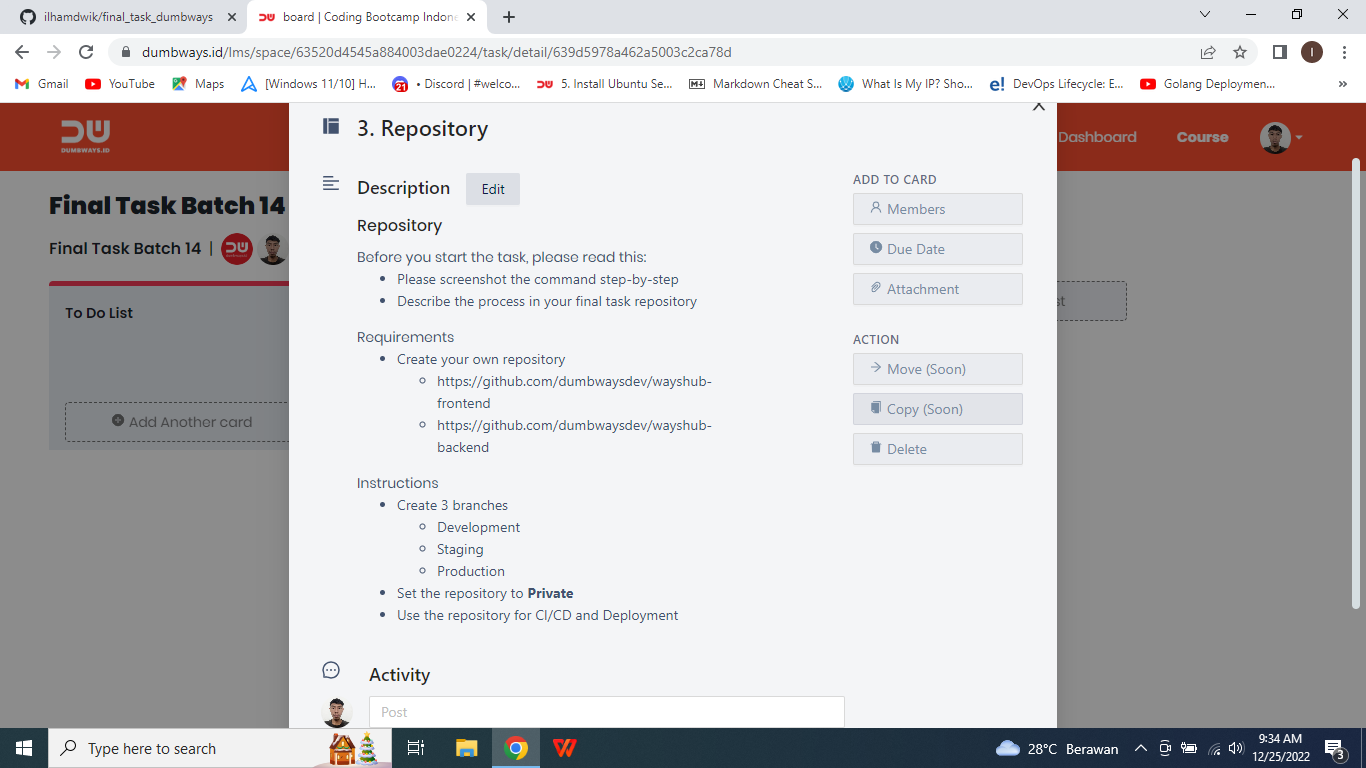 ilhamdwik/final_task_dumbways
board | Coding Bootcamp Indone
dumbways.id/lms/space/63520d4545a884003dae0224/task/detail/639d5978a462a5003c2ca78d
I
Gmail
YouTube
Maps
[Windows 11/10] H...
21
• Discord | #welco...
5. Install Ubuntu Se...
Markdown Cheat S...
What Is My IP? Sho...
e!
DevOps Lifecycle: E...
Golang Deploymen...
»
DUMBWAYS.ID
Dashboard
Course
Final Task Batch 14
Final Task Batch 14 |
To Do List
Add Another card
3. Repository
Description
Edit
Repository
Before you start the task, please read this:
Please screenshot the command step-by-step
Describe the process in your final task repository
Requirements
Create your own repository
https://github.com/dumbwaysdev/wayshub-
frontend
https://github.com/dumbwaysdev/wayshub-
backend
Instructions
Create 3 branches
Development
Staging
Production
Set the repository to Private
Use the repository for CI/CD and Deployment
Activity
Post
ADD TO CARD
Members
Due Date
Attachment
ACTION
Move (Soon)
Copy (Soon)
Delete
Type here to search
28°C Berawan
9:34 AM
12/25/2022
3